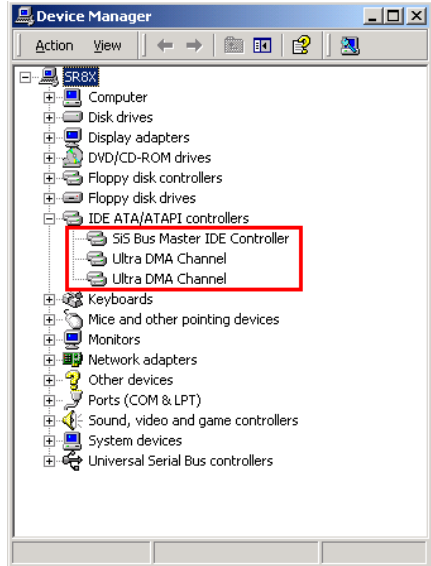 Device Manager
Action View
SR8X
Computer
Disk drives
Display adapters
DVD/CD-ROM drives
Floppy disk controllers
Floppy disk drives
IDE ATA/ATAPI controllers
SiS Bus Master IDE Controller
Ultra DMA Channel
Ultra DMA Channel
Keyboards
Mice and other pointing devices
Monitors
Network adapters
Other devices
Ports (COM & LPT)
Sound, video and game controllers
System devices
Universal Serial Bus controllers